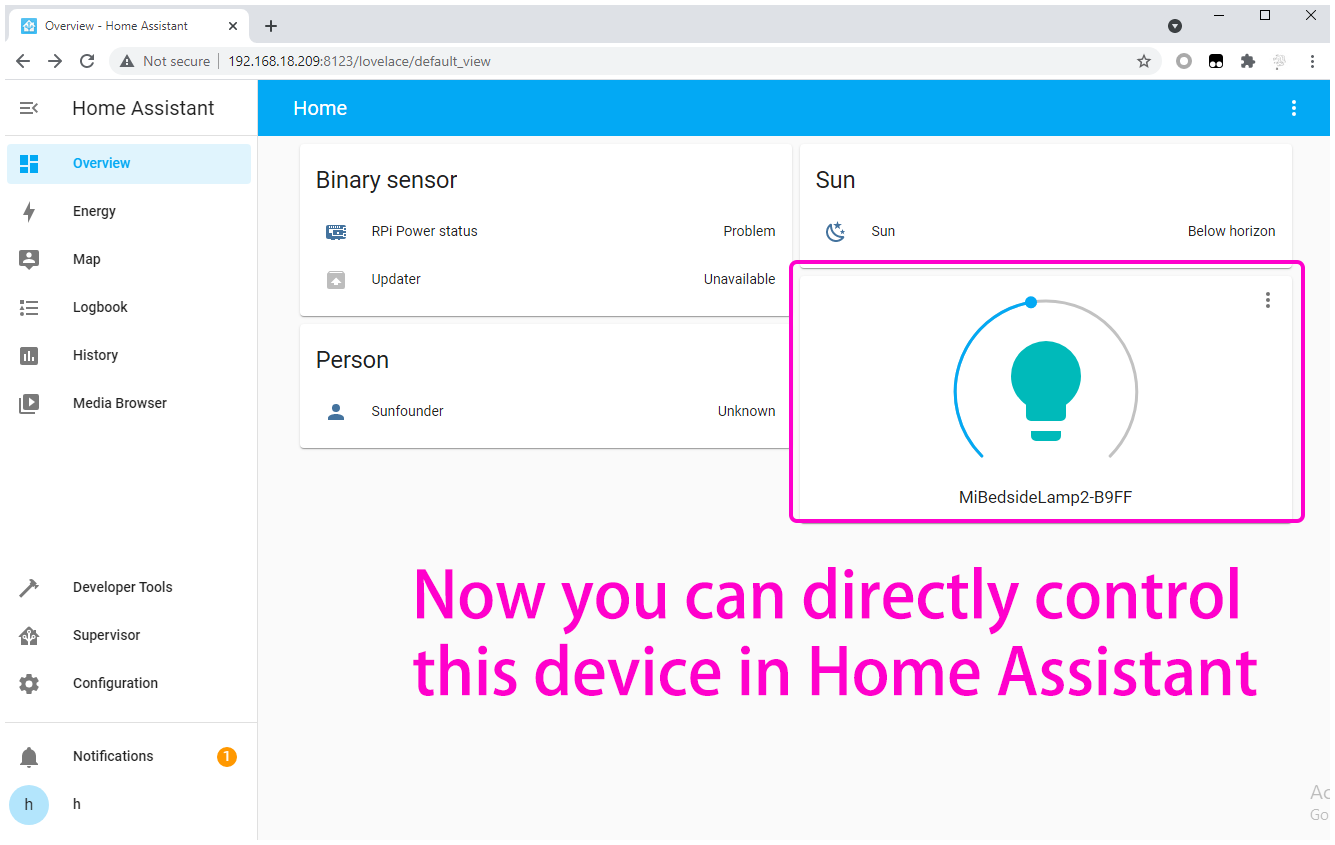 Overview - Home Assistant
Not secure
192.168.18.209:8123/lovelace/default_view
Home Assistant
Home
Overview
Energy
Map
Logbook
History
Media Browser
Developer Tools
Supervisor
Configuration
Notifications
1
h
h
Binary sensor
RPi Power status Problem
Updater Unavailable
Person
Sunfounder Unknown
Sun
Sun Below horizon
MiBedsideLamp2-B9FF
Now you can directly control
this device in Home Assistant
Ac
Go